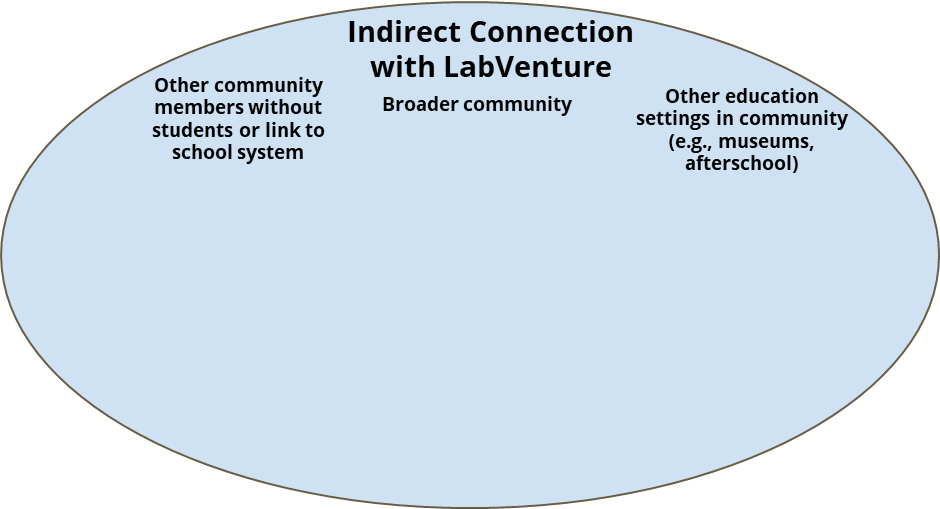 Indirect Connection
with LabVenture
Other community
members without
students or link to
school system
Broader community
Other education
settings in community
(e.g., museums,
afterschool)